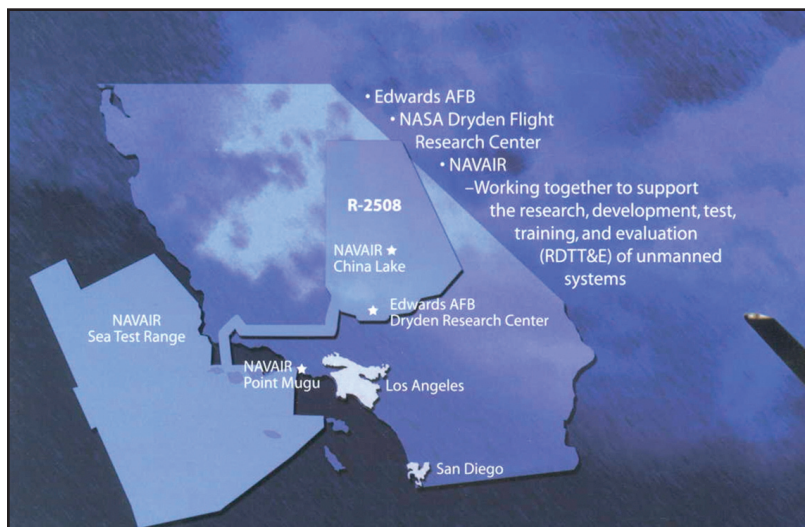 • Edwards AFB
• NASA Dryden Flight
Research Center
• NAVAIR
–Working together to support
the research, development, test,
training, and evaluation
(RDTT&E) of unmanned
systems
R-2508
NAVAIR
China Lake
Edwards AFB
Dryden Research Center
NAVAIR
Sea Test Range
NAVAIR
Point Mugu
Los Angeles
San Diego